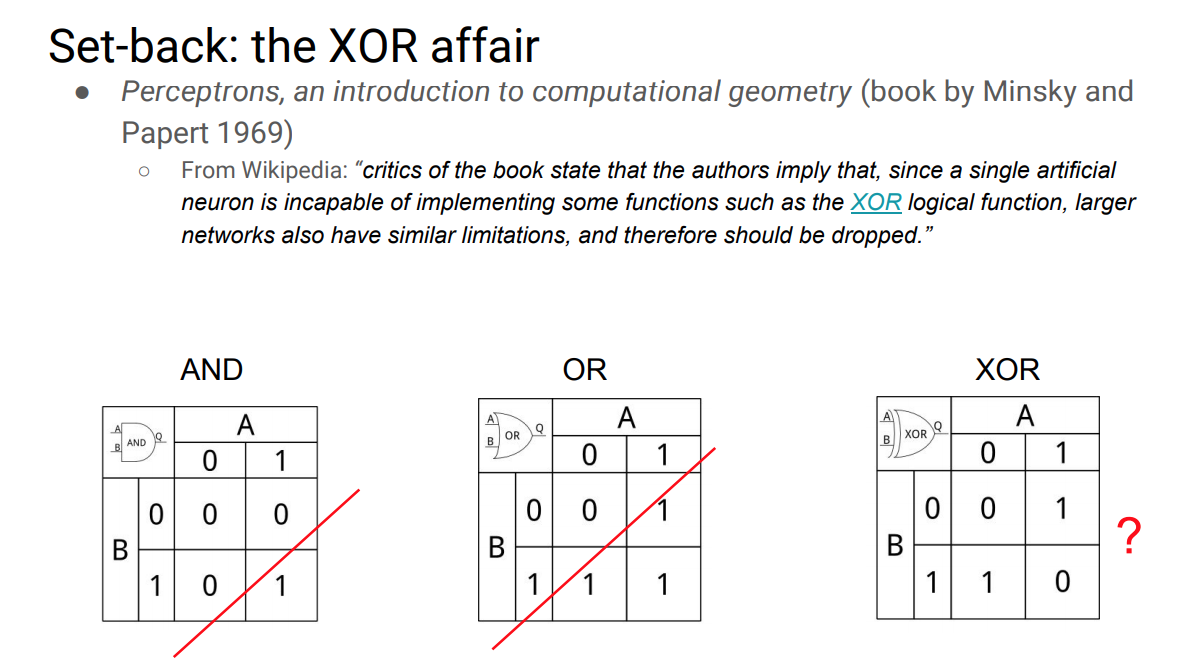 Set-back: the XOR affair
● Perceptrons, an introduction to computational geometry (book by Minsky and
Papert 1969)
○ From Wikipedia: “critics of the book state that the authors imply that, since a single artificial
neuron is incapable of implementing some functions such as the XOR logical function, larger
networks also have similar limitations, and therefore should be dropped.”
AND
A
B
AND
Q
A
0 1
B
0 0 0
1 0 1
OR
A
B
OR
Q
A
0 1
B
0 0 1
1 1 1
XOR
A
B
XOR
Q
A
0 1
B
0 0 1
1 1 0
?